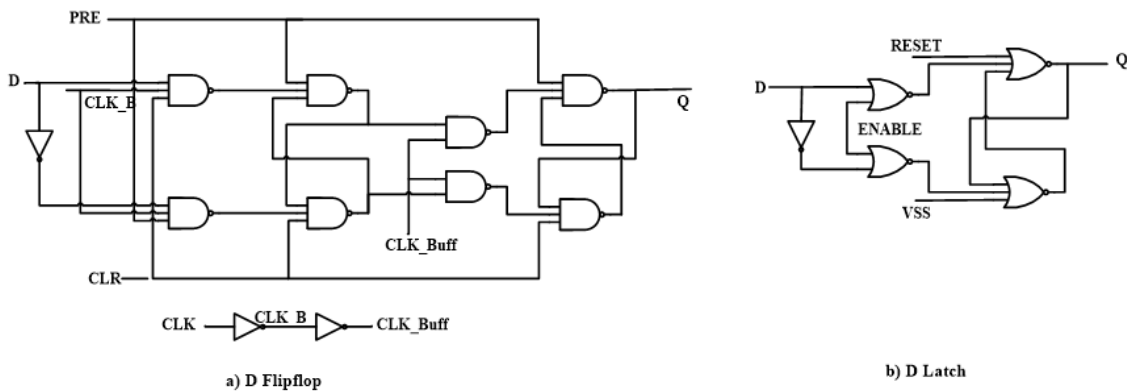 PRE
D
CLK_B
Q
CLK_Buff
CLR
CLK
CLK_B
CLK_Buff
a) D Flipflop
RESET
Q
D
ENABLE
VSS
b) D Latch